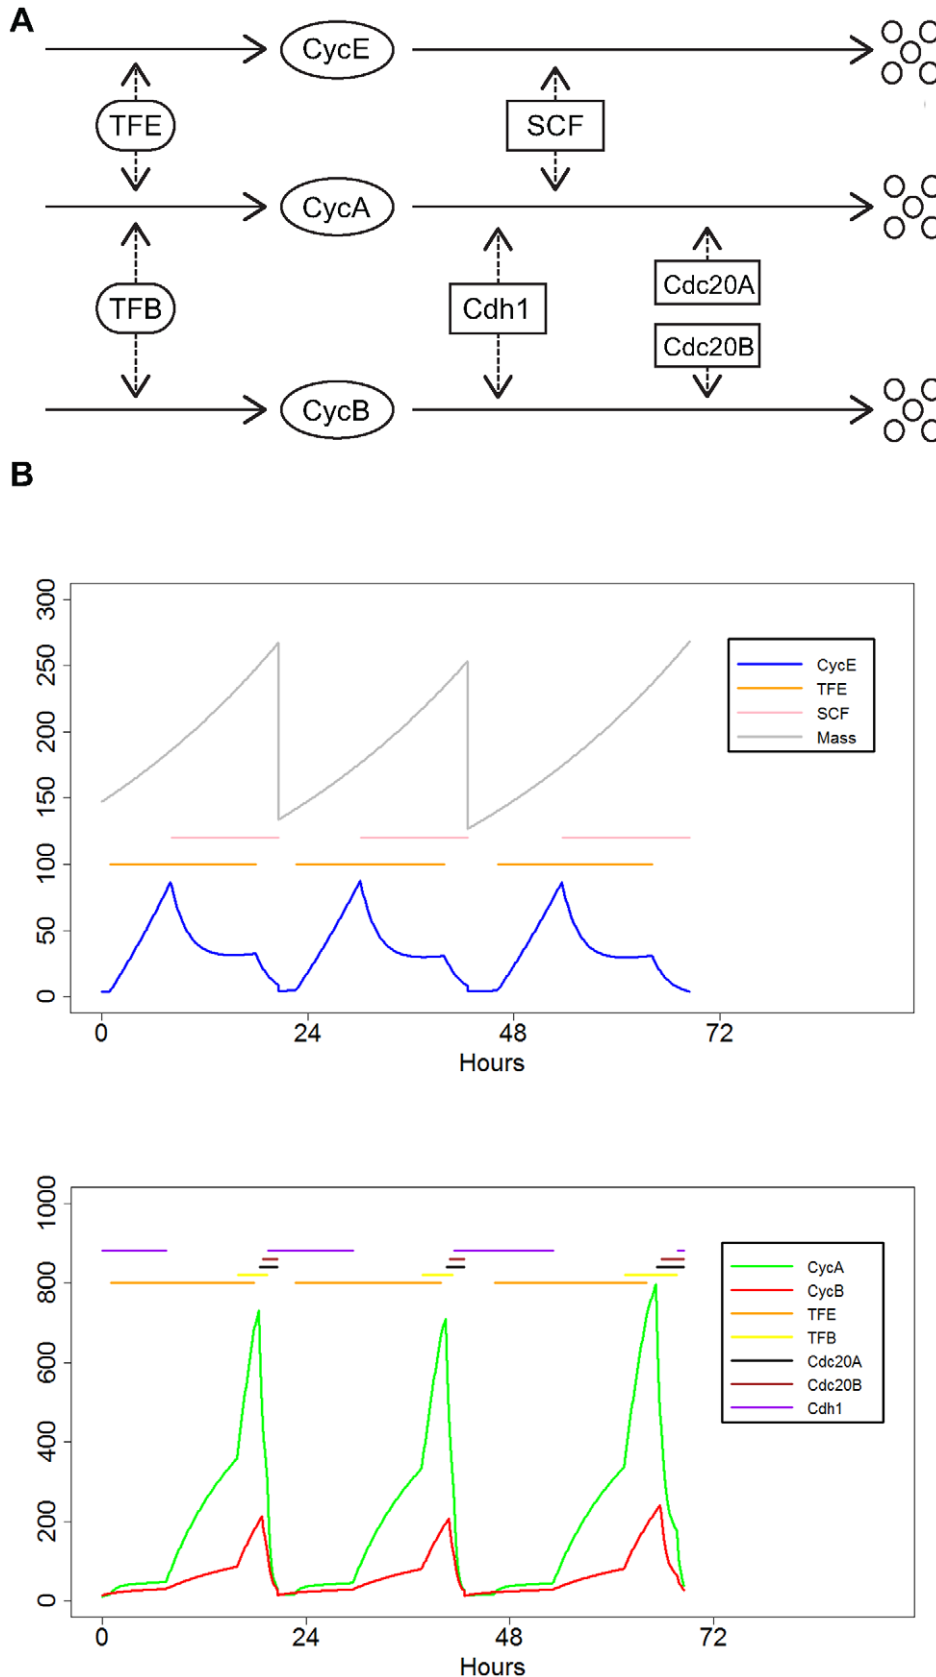 A
CycE
TFE
SCF
CycA
Cdc20A
TFB
Cdh1
Cdc20B
CycB
B
300
250
200
150
100
50
0
CycE
TFE
SCF
Mass
0 24 48 72
Hours
1000
800
600
400
200
0
CycA
CycB
TFE
TFB
Cdc20A
Cdc20B
Cdh1
0 24 48 72
Hours